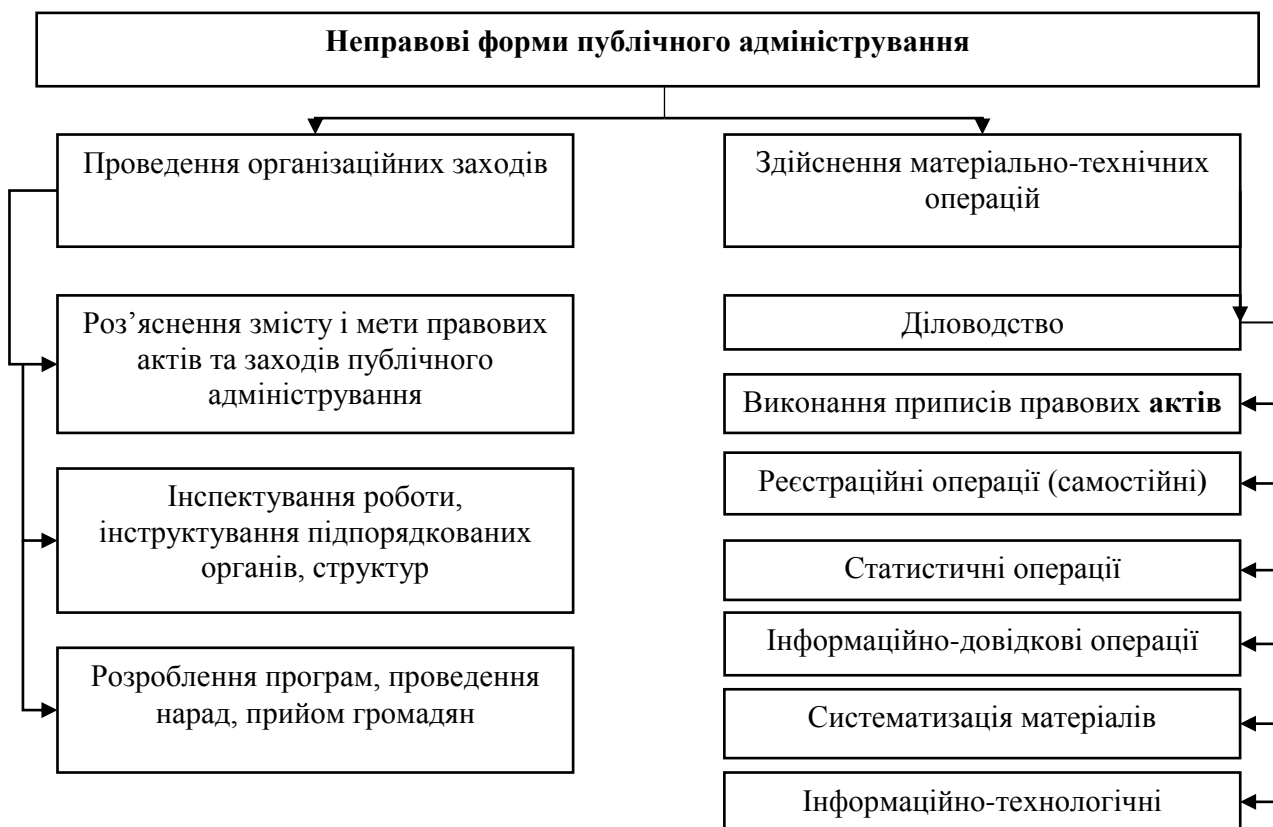 Неправові форми публічного адміністрування
Проведення організаційних заходів
Роз’яснення змісту і мети правових
актів та заходів публічного
адміністрування
Інспектування роботи,
інструктування підпорядкованих
органів, структур
Розроблення програм, проведення
нарад, прийом громадян
Здійснення матеріально-технічних
операцій
Діловодство
Виконання приписів правових актів
Реєстраційні операції (самостійні)
Статистичні операції
Інформаційно-довідкові операції
Систематизація матеріалів
Інформаційно-технологічні